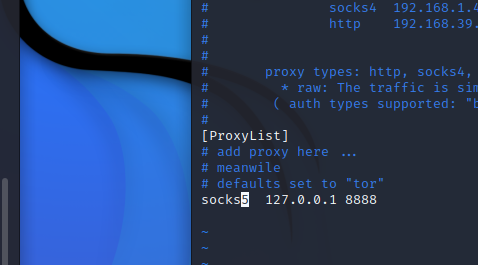 #               socks4  192.168.1.4
#               http    192.168.39.
#
#
#       proxy types: http, socks4,
#         * raw: The traffic is sim
#        ( auth types supported: "b
#
[ProxyList]
# add proxy here ...
# meanwile
# defaults set to "tor"
socks5  127.0.0.1 8888
~
~
~